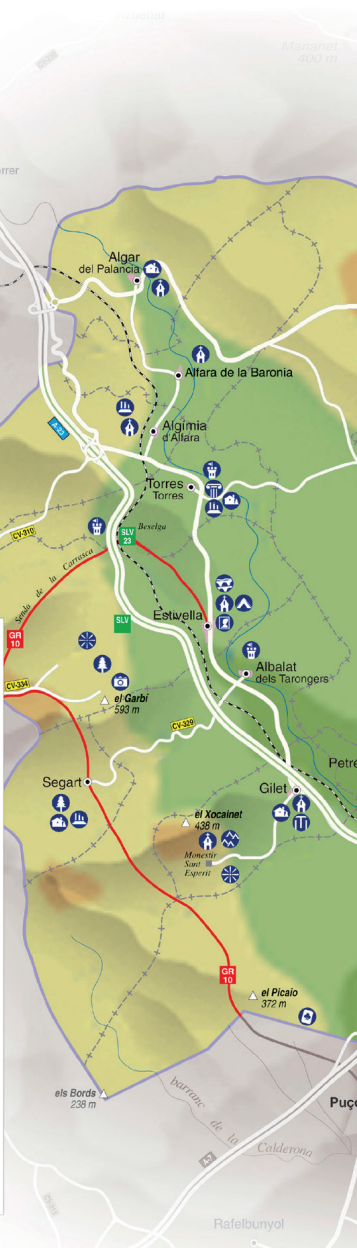 Marianet
400 m
rrer
Algar
del Palancia
Alfara de la Baronia
A-23
Algimia
d'Alfara
Torres
Torres
CV-310
SLV
23
Beselga
Senda de la Carrasca
GR
10
SLV
Estivella
Albalat
dels Tarongers
CV-334
el Garbí
593 m
CV-329
Petre
Segart
Gilet
el Xocainet
438 m
Monestir
Sant
Esperit
GR
10
el Picaio
372 m
els Bords
238 m
barranc de la Calderona
Puço
A-7
Rafelbunyol